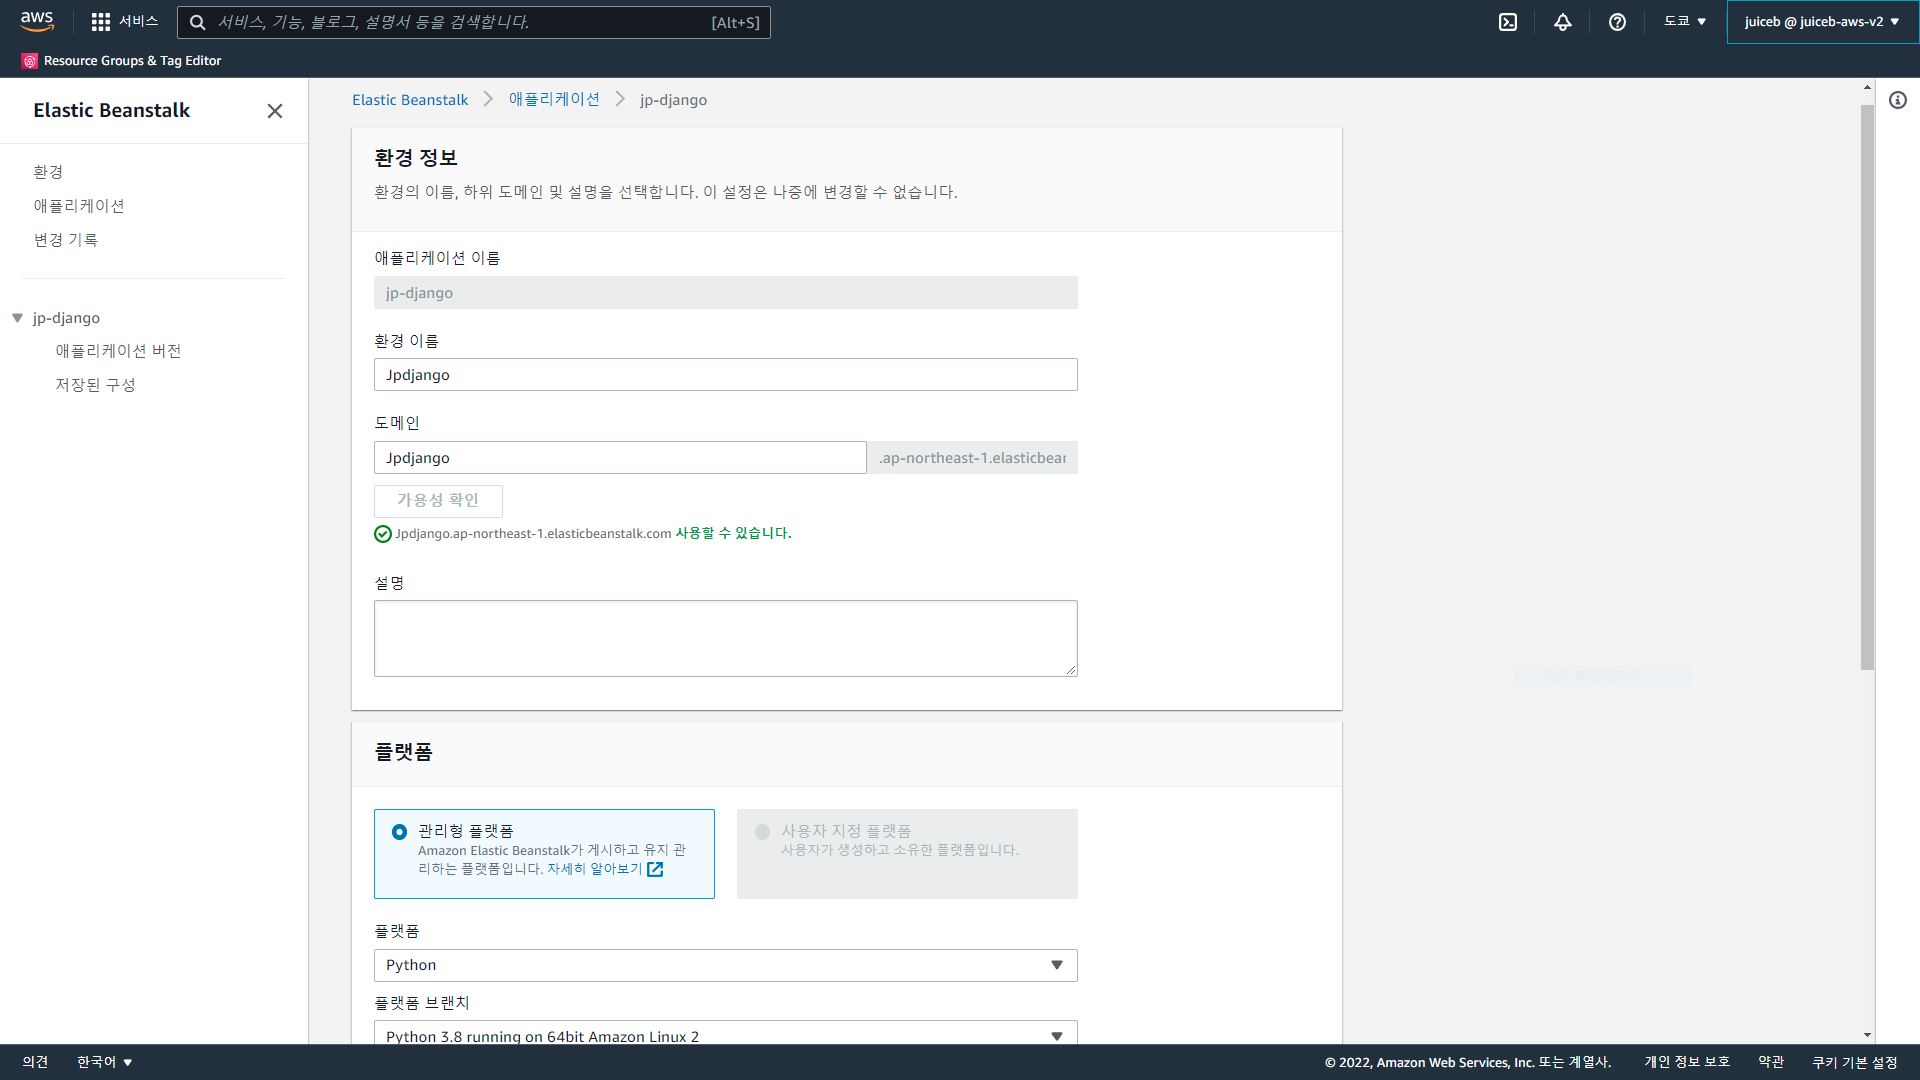 aws
서비스
서비스, 기능, 블로그, 설명서 등을 검색합니다.
[Alt+S]
도쿄
juiceb @ juiceb-aws-v2
Resource Groups & Tag Editor
Elastic Beanstalk
환경
애플리케이션
변경 기록
jp-django
애플리케이션 버전
저장된 구성
Elastic Beanstalk
애플리케이션
jp-django
환경 정보
환경의 이름, 하위 도메인 및 설명을 선택합니다. 이 설정은 나중에 변경할 수 없습니다.
애플리케이션 이름
jp-django
환경 이름
Jpdjango
도메인
Jpdjango
.ap-northeast-1.elasticbear
가용성 확인
Jpdjango.ap-northeast-1.elasticbeanstalk.com 사용할 수 있습니다.
설명
플랫폼
관리형 플랫폼
Amazon Elastic Beanstalk가 게시하고 유지 관
리하는 플랫폼입니다. 자세히 알아보기
사용자 지정 플랫폼
사용자가 생성하고 소유한 플랫폼입니다.
플랫폼
Python
플랫폼 브랜치
Python 3.8 running on 64bit Amazon Linux 2
의견
한국어
© 2022, Amazon Web Services, Inc. 또는 계열사.
개인 정보 보호
약관
쿠키 기본 설정